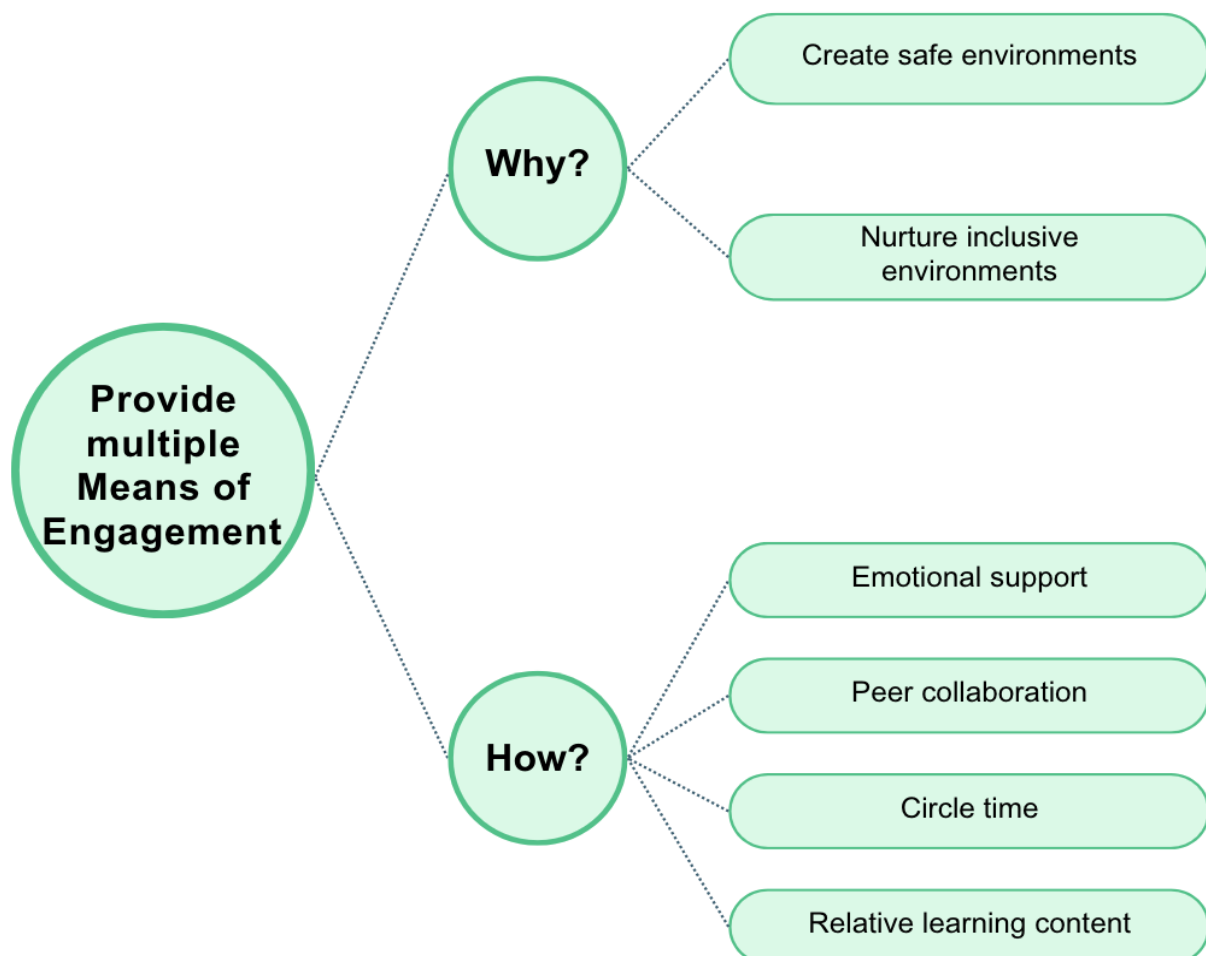 Provide
multiple
Means of
Engagement
Why?
Create safe environments
Nurture inclusive
environments
How?
Emotional support
Peer collaboration
Circle time
Relative learning content